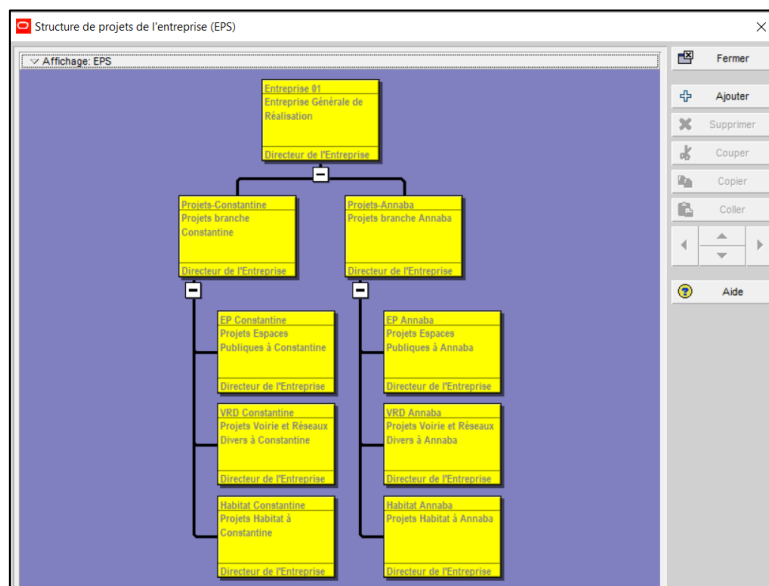 Structure de projets de l'entreprise (EPS)
Affichage: EPS
Fermer
Ajouter
Supprimer
Couper
Copier
Coller
Aide
Entreprise 01
Entreprise Générale de
Réalisation
Directeur de l'Entreprise
Projets-Constantine
Projets branche
Constantine
Directeur de l'Entreprise
Projets-Annaba
Projets branche Annaba
Directeur de l'Entreprise
EP Constantine
Projets Espaces
Publiques à Constantine
Directeur de l'Entreprise
EP Annaba
Projets Espaces
Publiques à Annaba
Directeur de l'Entreprise
VRD Constantine
Projets Voirie et Réseaux
Divers à Constantine
Directeur de l'Entreprise
VRD Annaba
Projets Voirie et Réseaux
Divers à Annaba
Directeur de l'Entreprise
Habitat Constantine
Projets Habitat à
Constantine
Directeur de l'Entreprise
Habitat Annaba
Projets Habitat à Annaba
Directeur de l'Entreprise